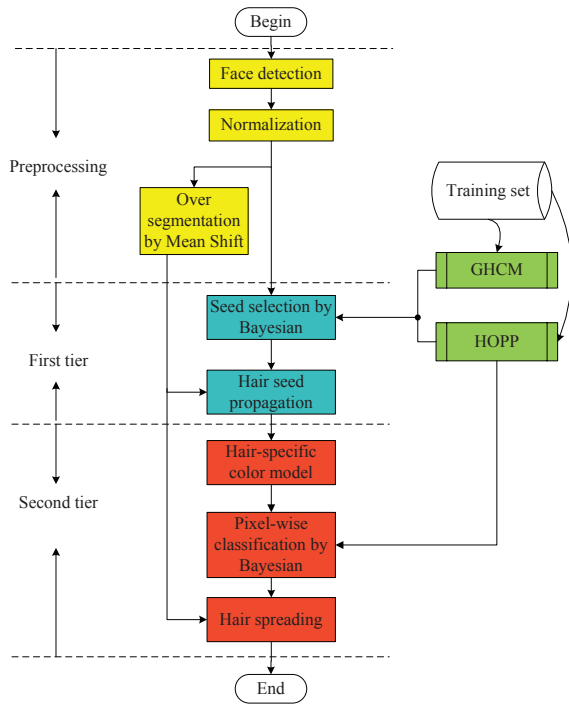 Begin
Face detection
Normalization
Preprocessing
Over
segmentation
by Mean Shift
Training set
GHCM
HOPP
Seed selection by
Bayesian
First tier
Hair seed
propagation
Hair-specific
color model
Second tier
Pixel-wise
classification by
Bayesian
Hair spreading
End